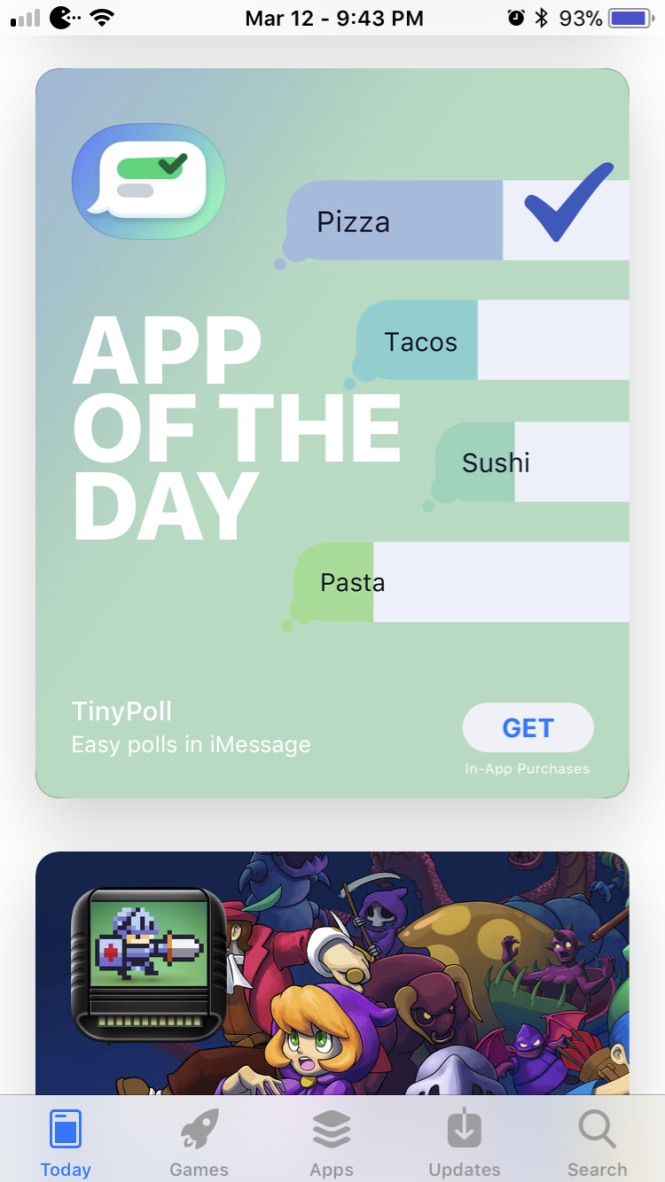 Mar 12 - 9:43 PM
93%
Pizza
Tacos
Sushi
Pasta
APP
OF THE
DAY
TinyPoll
Easy polls in iMessage
GET
In-App Purchases
Today
Games
Apps
Updates
Search